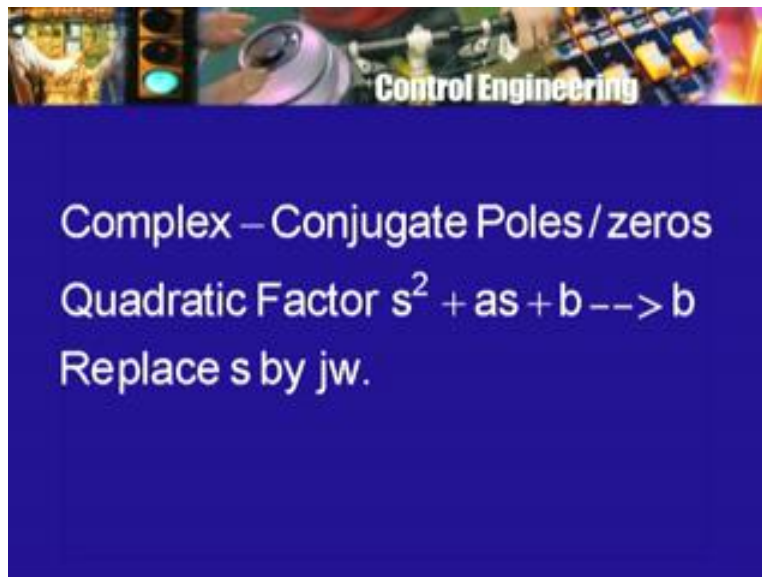 Control Engineering
Complex – Conjugate Poles / zeros
Quadratic Factor s² + as + b --> b
Replace s by jw.